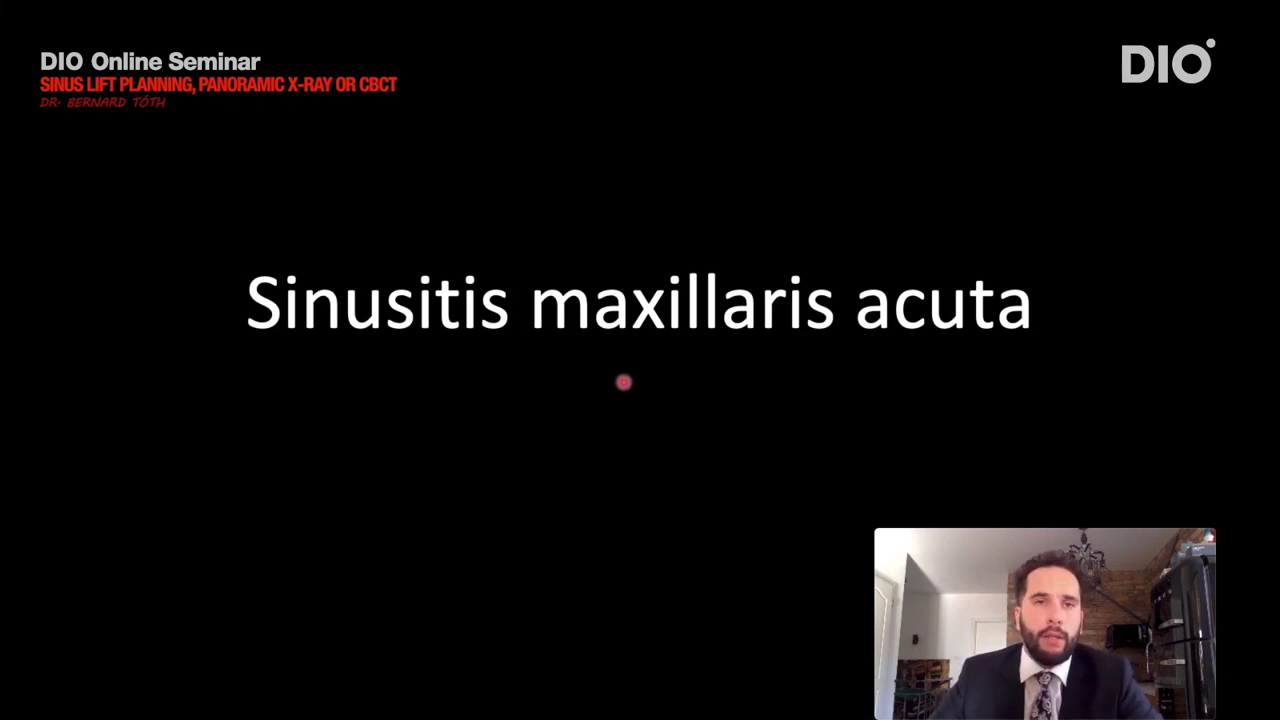 DIO Online Seminar
SINUS LIFT PLANNING, PANORAMIC X-RAY OR CBCT
DR. BERNARD TÓTH
DIO
Sinusitis maxillaris acuta